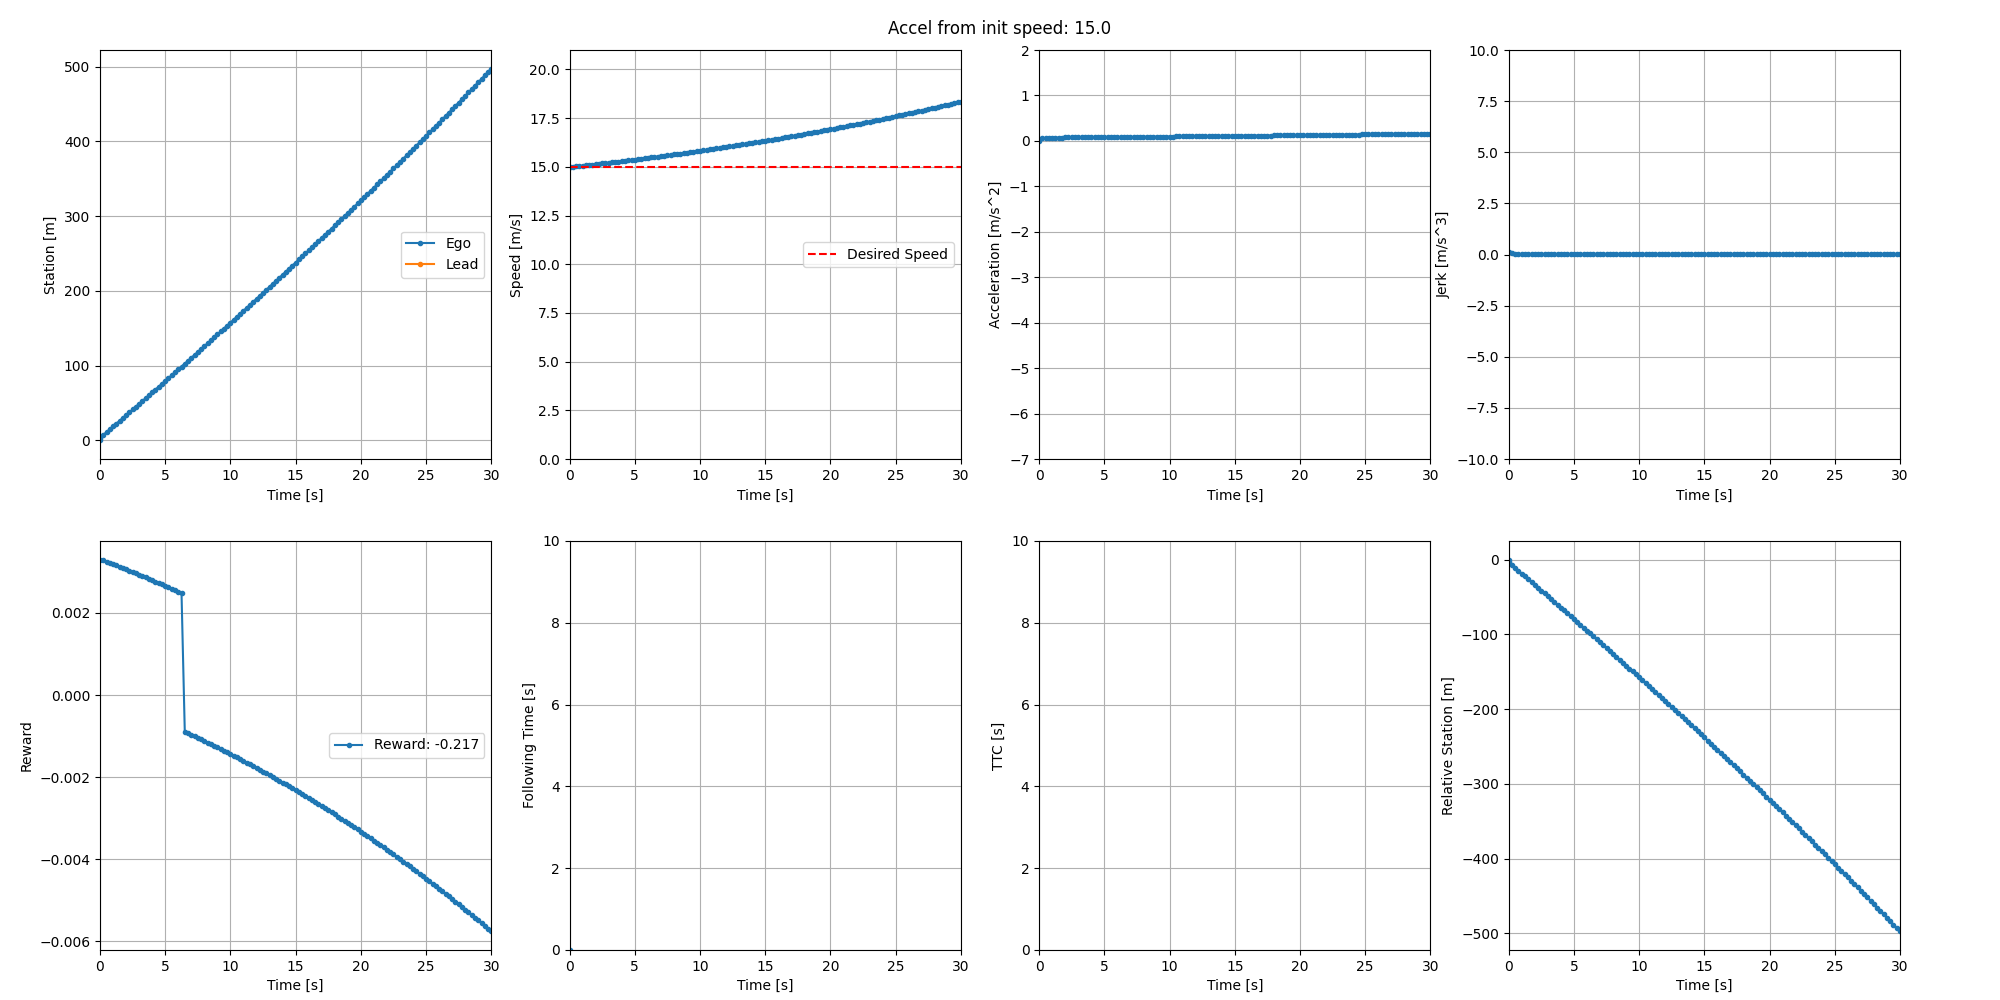 Accel from init speed: 15.0
500
400
300
200
100
0
Station [m]
Ego
Lead
0 5 10 15 20 25 30
Time [s]
20.0
17.5
15.0
12.5
10.0
7.5
5.0
2.5
0.0
Speed [m/s]
Desired Speed
0 5 10 15 20 25 30
Time [s]
2
1
0
−1
−2
−3
−4
−5
−6
−7
Acceleration [m/s^2]
0 5 10 15 20 25 30
Time [s]
10.0
7.5
5.0
2.5
0.0
−2.5
−5.0
−7.5
−10.0
Jerk [m/s^3]
0 5 10 15 20 25 30
Time [s]
0.002
0.000
−0.002
−0.004
−0.006
Reward
Reward: -0.217
0 5 10 15 20 25 30
Time [s]
10
8
6
4
2
0
Following Time [s]
0 5 10 15 20 25 30
Time [s]
10
8
6
4
2
0
TTC [s]
0 5 10 15 20 25 30
Time [s]
0
−100
−200
−300
−400
−500
Relative Station [m]
0 5 10 15 20 25 30
Time [s]